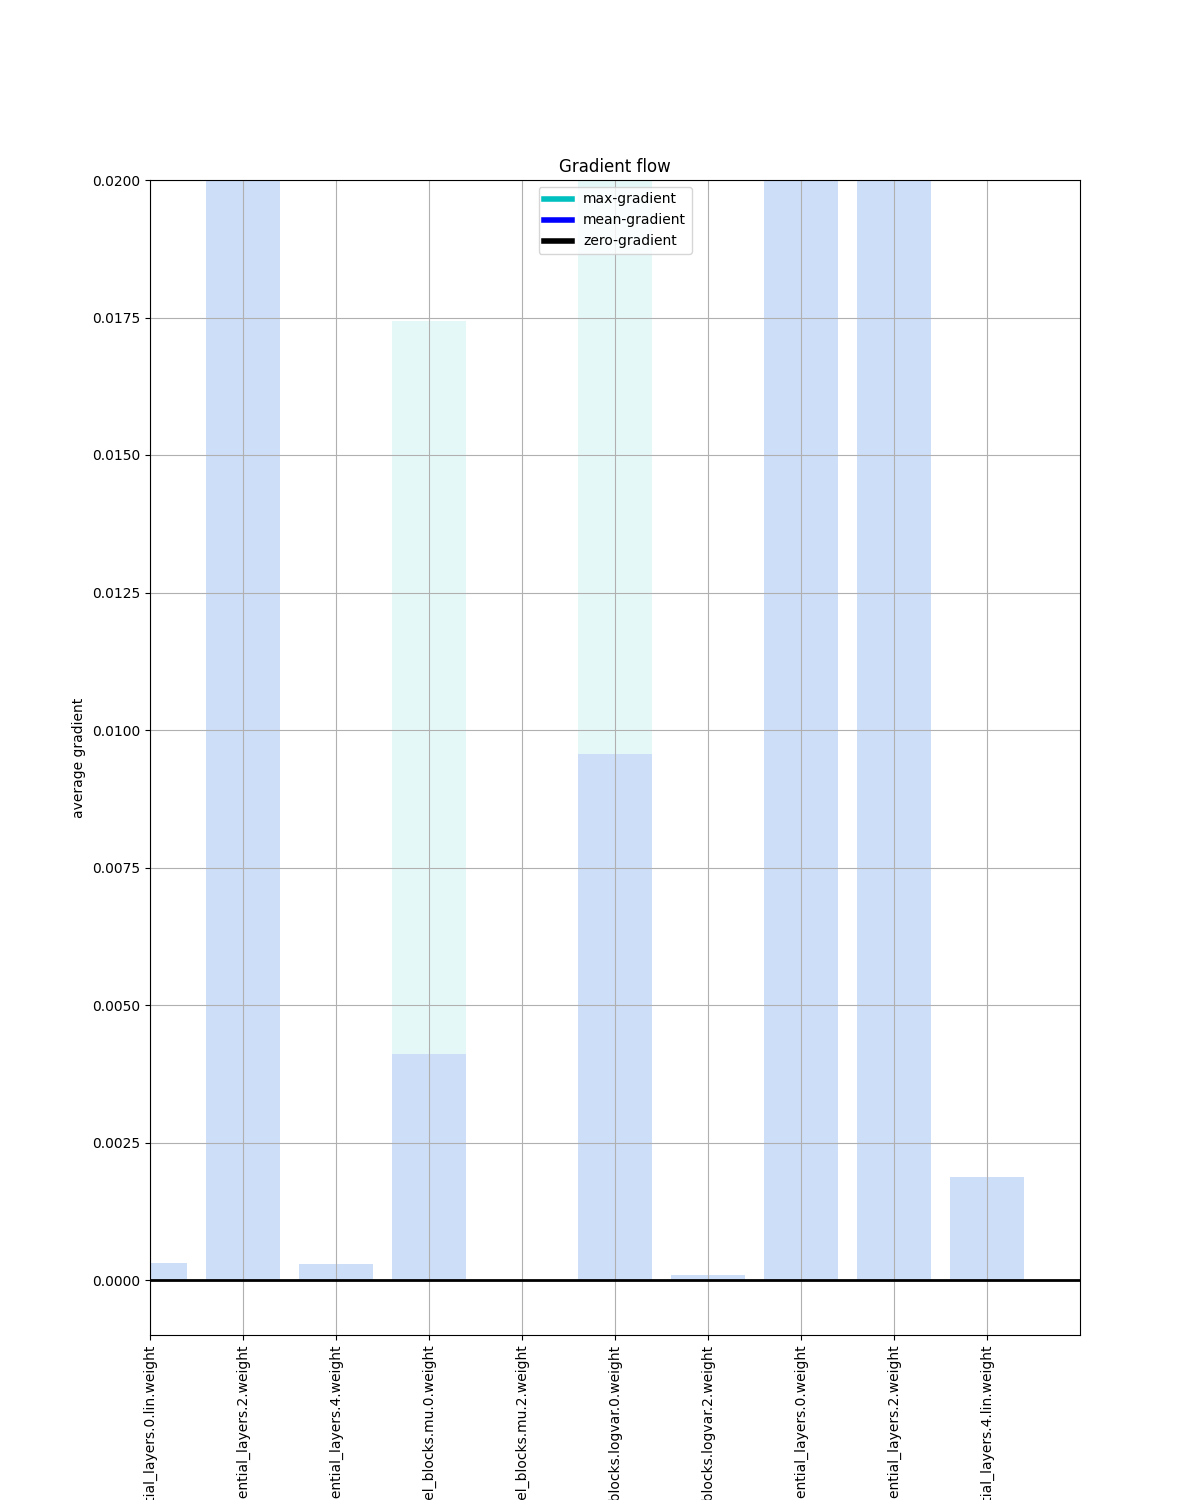 Gradient flow
max-gradient
mean-gradient
zero-gradient
average gradient
0.0200
0.0175
0.0150
0.0125
0.0100
0.0075
0.0050
0.0025
0.0000
tial_layers.0.lin.weight
ential_layers.2.weight
ential_layers.4.weight
el_blocks.mu.0.weight
el_blocks.mu.2.weight
blocks.logvar.0.weight
blocks.logvar.2.weight
ential_layers.0.weight
ential_layers.2.weight
tial_layers.4.lin.weight